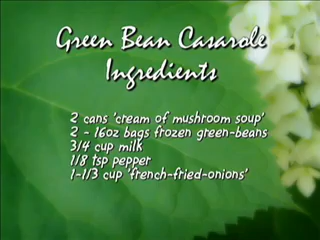 Green Bean Casarole
Ingredients
2 cans 'cream of mushroom soup'
2 - 16oz bags frozen green-beans
3/4 cup milk
1/8 tsp pepper
1-1/3 cup 'french-fried-onions'